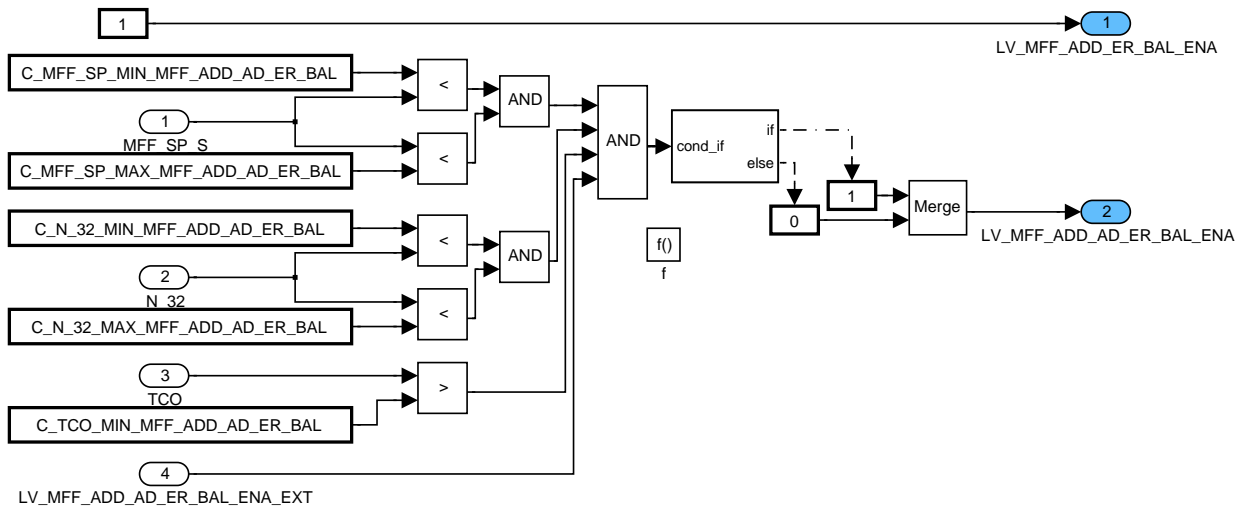 1
1
LV_MFF_ADD_ER_BAL_ENA
C_MFF_SP_MIN_MFF_ADD_AD_ER_BAL
<
AND
1
MFF_SP_S
<
AND
cond_if
if
else
C_MFF_SP_MAX_MFF_ADD_AD_ER_BAL
1
0
Merge
2
LV_MFF_ADD_AD_ER_BAL_ENA
C_N_32_MIN_MFF_ADD_AD_ER_BAL
<
AND
f()
f
2
N_32
<
C_N_32_MAX_MFF_ADD_AD_ER_BAL
3
TCO
>
C_TCO_MIN_MFF_ADD_AD_ER_BAL
4
LV_MFF_ADD_AD_ER_BAL_ENA_EXT